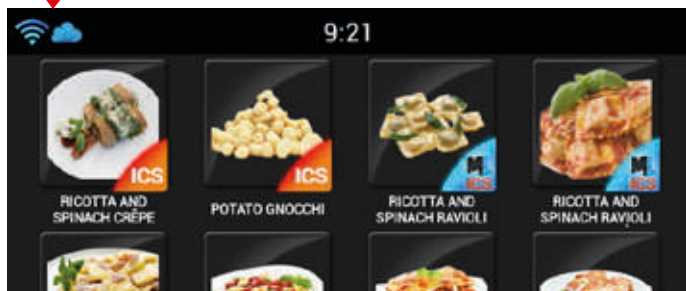 9:21
ICS
ICS
M
ICS
M
ICS
RICOTTA AND
SPINACH CRÊPE
POTATO GNOCCHI
RICOTTA AND
SPINACH RAVIOLI
RICOTTA AND
SPINACH RAVIOLI